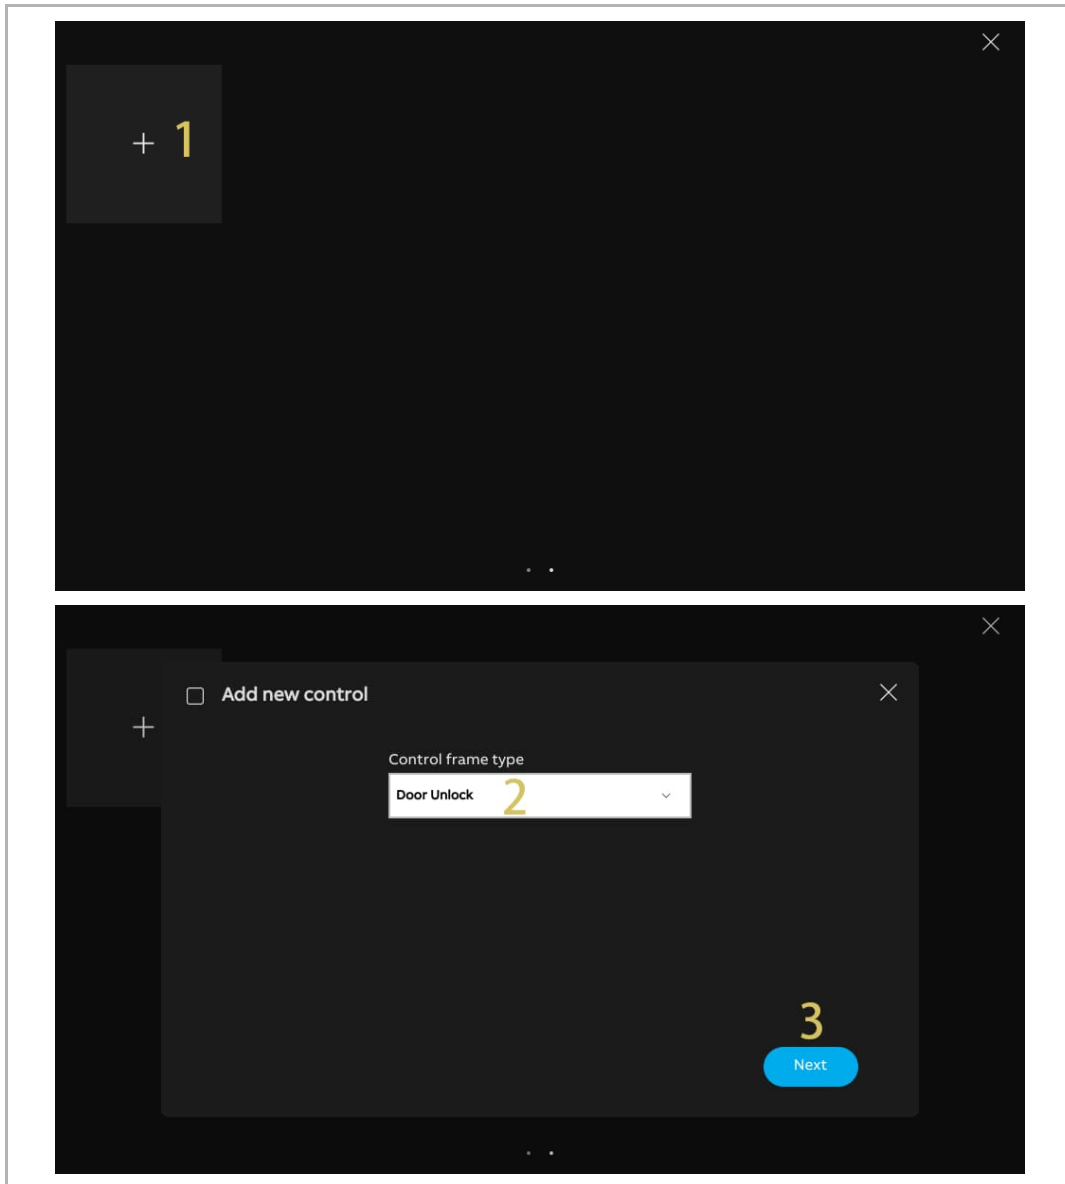 + 1
Add new control
+
Control frame type
Door Unlock 2
3
Next